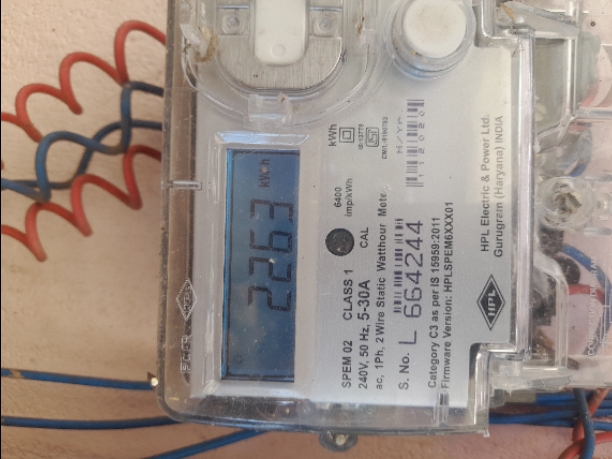 2263
kWh
kWh
6400
imp/kWh
CAL
SPEM 02 CLASS 1
240V, 50 Hz, 5-30A
ac, 1Ph, 2 Wire Static Watthour Meter
M/Yr
112020
S. No. L 664244
Category C3 as per IS 15959:2011
Firmware Version: HPLSPEM6XXX01
HPL
HPL Electric & Power Ltd.
Gurugram (Haryana) INDIA